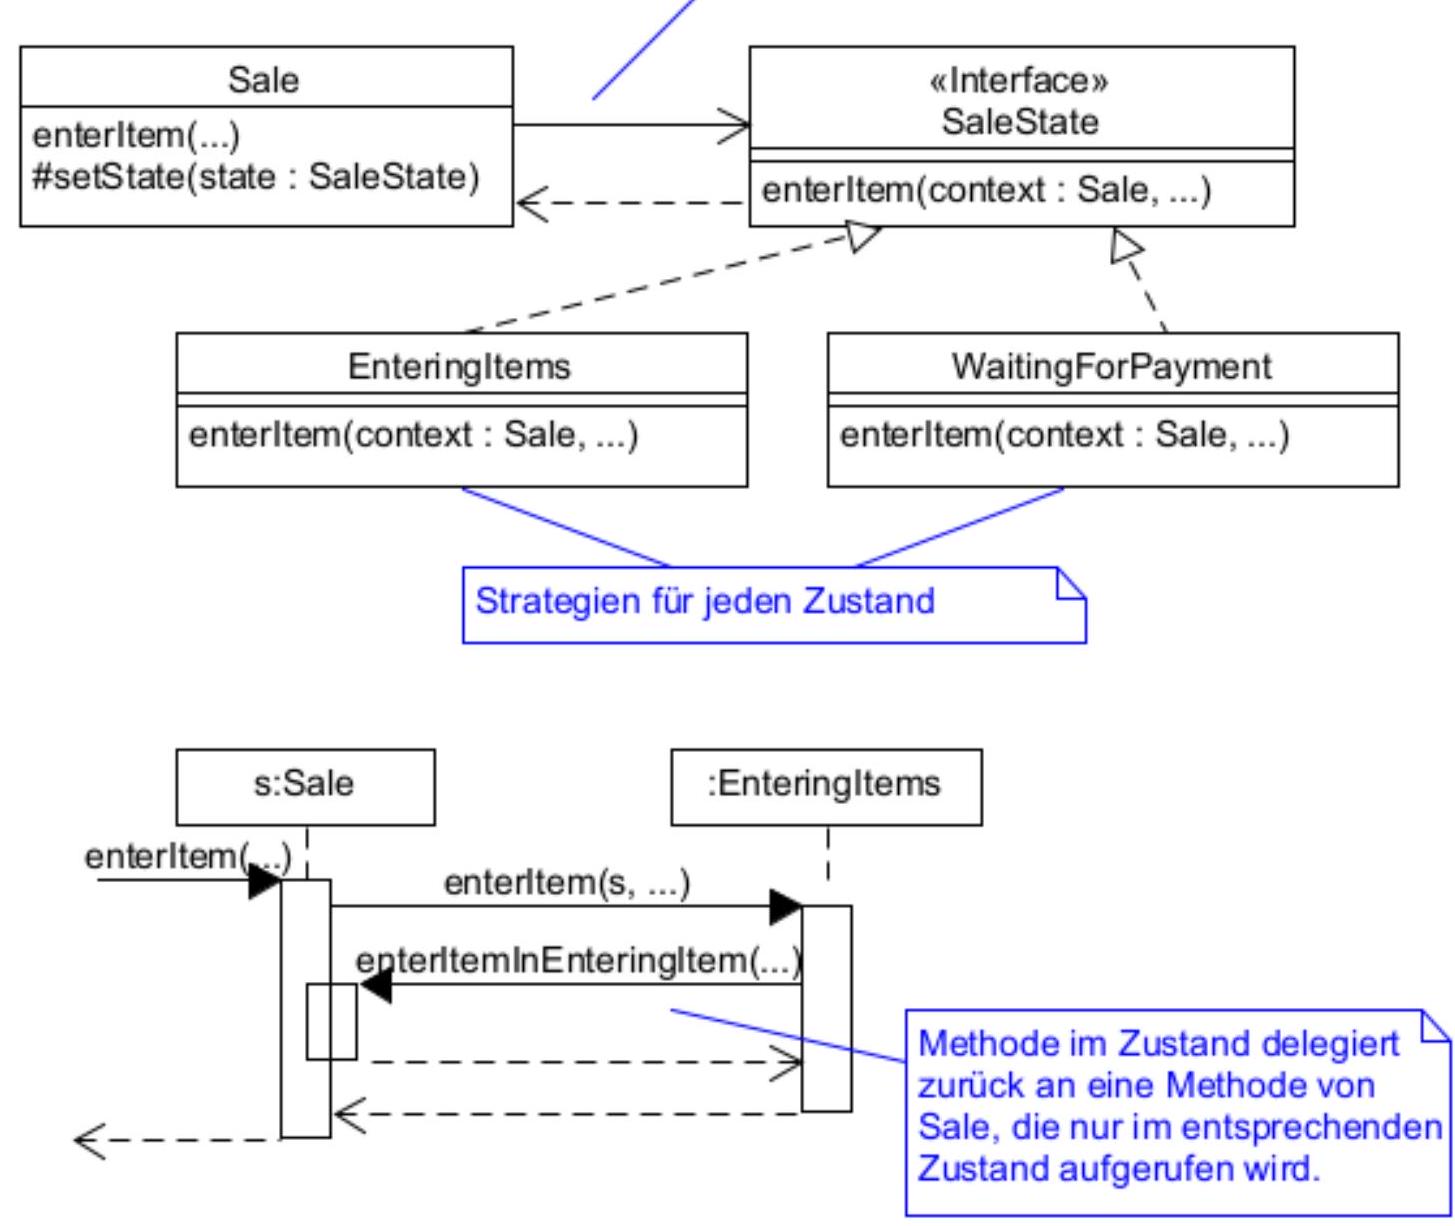 Sale
enterItem(...)
#setState(state : SaleState)
«Interface»
SaleState
enterItem(context : Sale, ...)
EnteringItems
enterItem(context : Sale, ...)
WaitingForPayment
enterItem(context : Sale, ...)
Strategien für jeden Zustand
s:Sale
:EnteringItems
enterItem(...)
enterItem(s, ...)
enterItemInEnteringItem(...)
Methode im Zustand delegiert
zurück an eine Methode von
Sale, die nur im entsprechenden
Zustand aufgerufen wird.